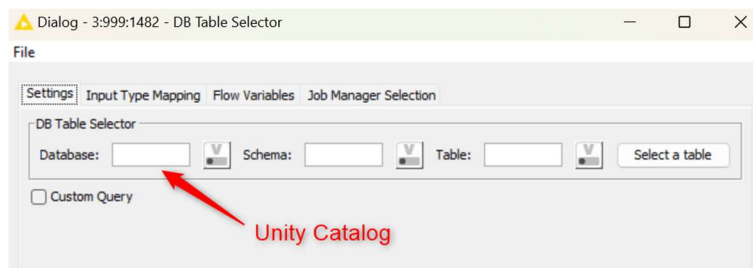 Dialog - 3:999:1482 - DB Table Selector
File
Settings Input Type Mapping Flow Variables Job Manager Selection
DB Table Selector
Database: V Schema: V Table: V Select a table
Custom Query
Unity Catalog